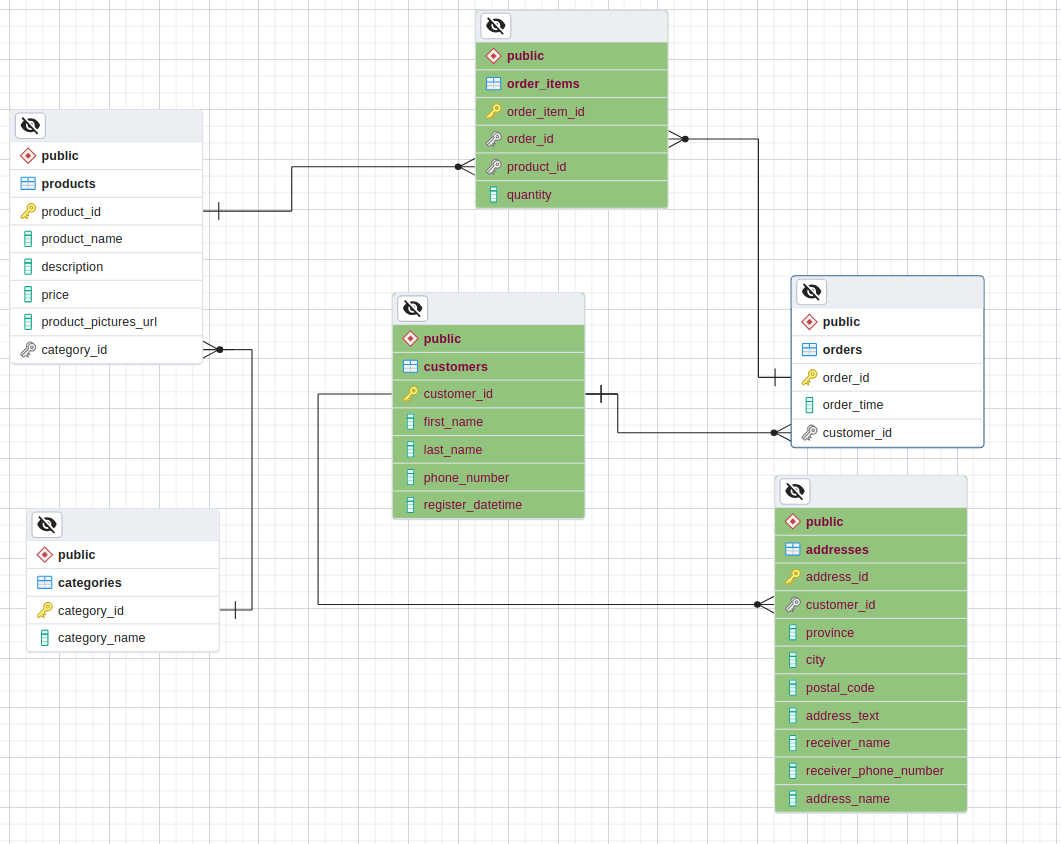 public
order_items
order_item_id
order_id
product_id
quantity
public
products
product_id
product_name
description
price
product_pictures_url
category_id
public
customers
customer_id
first_name
last_name
phone_number
register_datetime
public
orders
order_id
order_time
customer_id
public
categories
category_id
category_name
public
addresses
address_id
customer_id
province
city
postal_code
address_text
receiver_name
receiver_phone_number
address_name